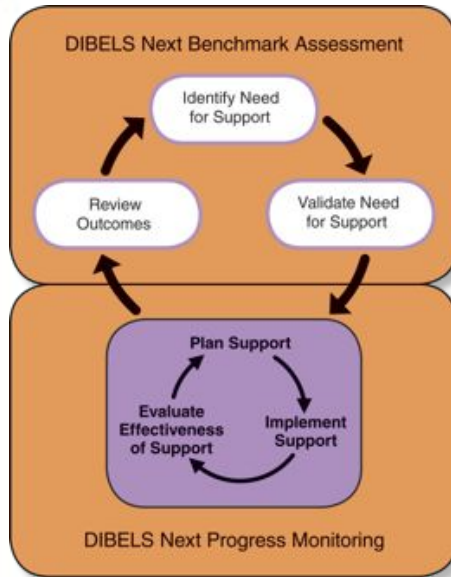 DIBELS Next Benchmark Assessment
Identify Need
for Support
Review
Outcomes
Validate Need
for Support
Plan Support
Evaluate
Effectiveness
of Support
Implement
Support
DIBELS Next Progress Monitoring